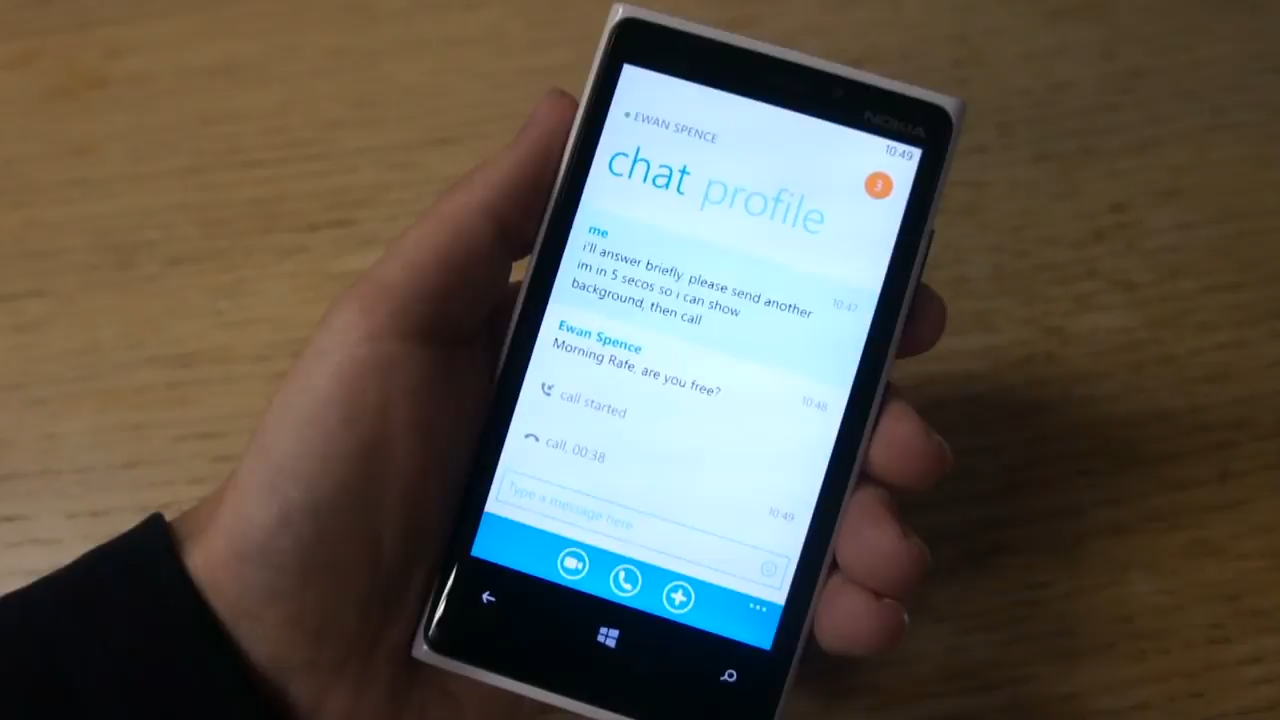 NOKIA
EWAN SPENCE
10:49
chat profile
3
me
i'll answer briefly please send another
im in 5 secos so i can show
background, then call
10:47
Ewan Spence
Morning Rafe, are you free?
10:48
call started
call, 00:38
10:49
Type a message here